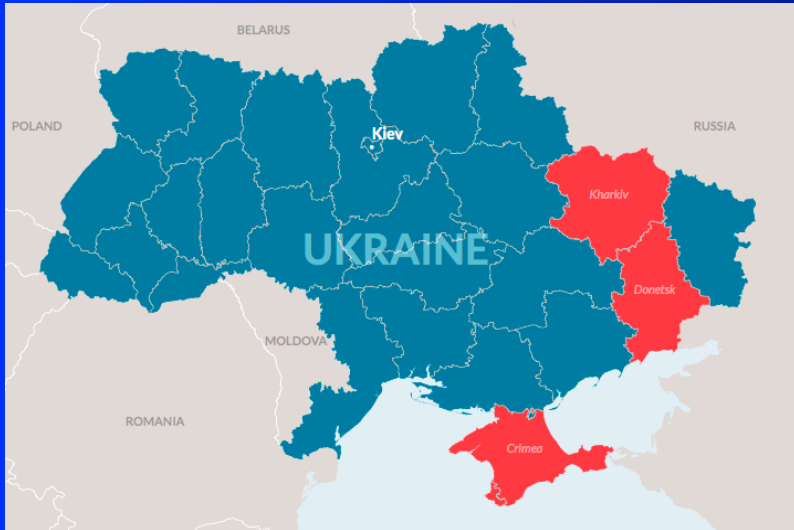 BELARUS
POLAND
Kiev
RUSSIA
Kharkiv
UKRAINE
Donetsk
MOLDOVA
ROMANIA
Crimea